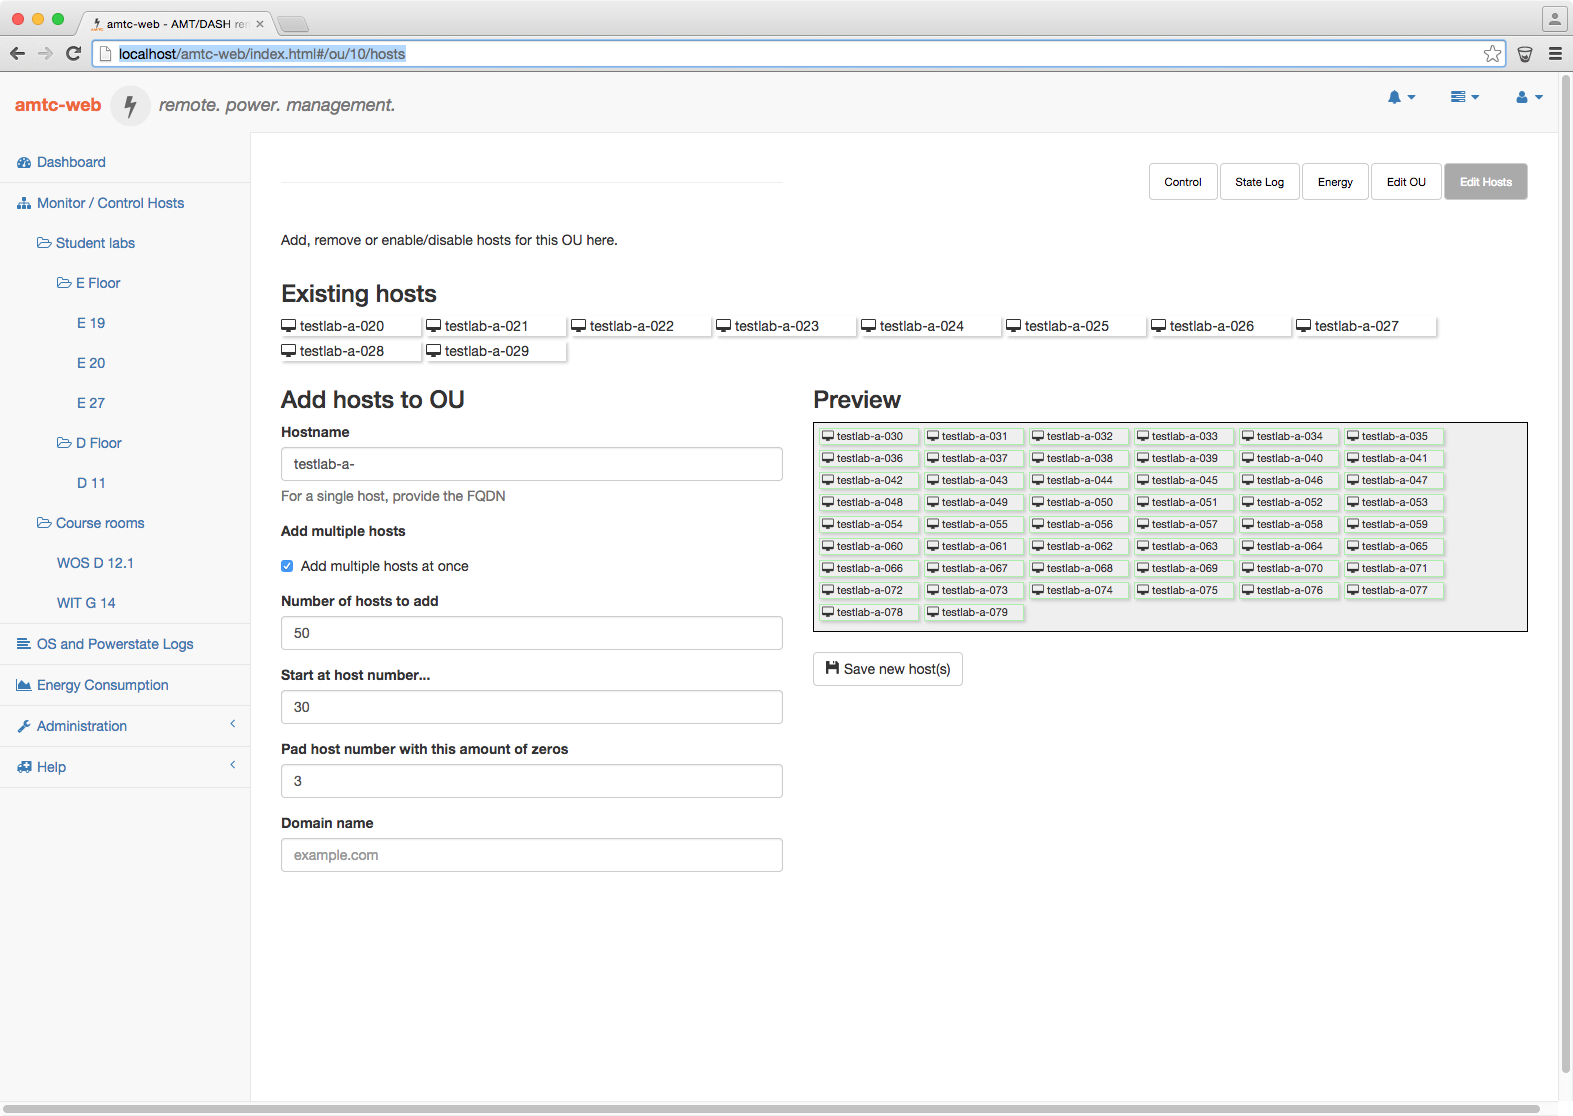 amtc-web - AMT/DASH rem
localhost/amtc-web/index.html#/ou/10/hosts
amtc-web remote. power. management.
Dashboard
Monitor / Control Hosts
Student labs
E Floor
E 19
E 20
E 27
D Floor
D 11
Course rooms
WOS D 12.1
WIT G 14
OS and Powerstate Logs
Energy Consumption
Administration
Help
Control State Log Energy Edit OU Edit Hosts
Add, remove or enable/disable hosts for this OU here.
Existing hosts
testlab-a-020 testlab-a-021 testlab-a-022 testlab-a-023 testlab-a-024 testlab-a-025 testlab-a-026 testlab-a-027
testlab-a-028 testlab-a-029
Add hosts to OU
Hostname
testlab-a-
For a single host, provide the FQDN
Add multiple hosts
Add multiple hosts at once
Number of hosts to add
50
Start at host number...
30
Pad host number with this amount of zeros
3
Domain name
example.com
Preview
testlab-a-030 testlab-a-031 testlab-a-032 testlab-a-033 testlab-a-034 testlab-a-035
testlab-a-036 testlab-a-037 testlab-a-038 testlab-a-039 testlab-a-040 testlab-a-041
testlab-a-042 testlab-a-043 testlab-a-044 testlab-a-045 testlab-a-046 testlab-a-047
testlab-a-048 testlab-a-049 testlab-a-050 testlab-a-051 testlab-a-052 testlab-a-053
testlab-a-054 testlab-a-055 testlab-a-056 testlab-a-057 testlab-a-058 testlab-a-059
testlab-a-060 testlab-a-061 testlab-a-062 testlab-a-063 testlab-a-064 testlab-a-065
testlab-a-066 testlab-a-067 testlab-a-068 testlab-a-069 testlab-a-070 testlab-a-071
testlab-a-072 testlab-a-073 testlab-a-074 testlab-a-075 testlab-a-076 testlab-a-077
testlab-a-078 testlab-a-079
Save new host(s)